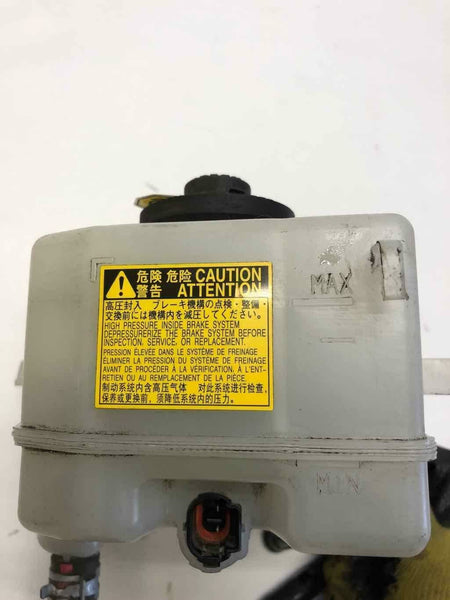 危険 危险 CAUTION
警告 ATTENTION
高圧封入 ブレーキ機構の点検・整備・
交換前には機構内を減圧してください。
HIGH PRESSURE INSIDE BRAKE SYSTEM
DEPRESSURERIZE THE BRAKE SYSTEM BEFORE
INSPECTION, SERVICE, OR REPLACEMENT.
PRESSION ÉLEVÉE DANS LE SYSTÈME DE FREINAGE
ÉLIMINER LA PRESSION DU SYSTÈME DE FREINAGE
AVANT DE PROCÉDER À LA VÉRIFICATION, À L'ENT-
RETIEN OU AU REMPLACEMENT DE LA PIÈCE.
制动系统内含高压气体 对此系统进行检查、
保养或更换前，须降低系统内的压力。
MAX
MIN